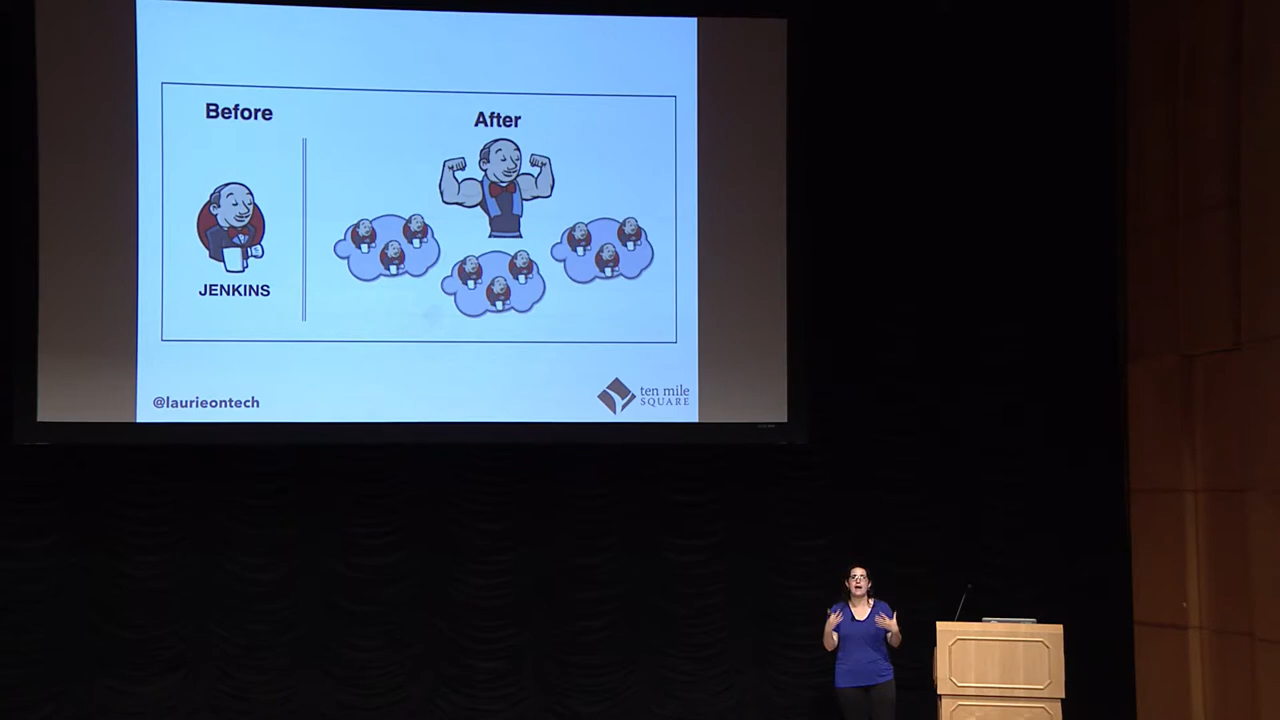 Before
After
JENKINS
@laurieontech
ten mile
SQUARE